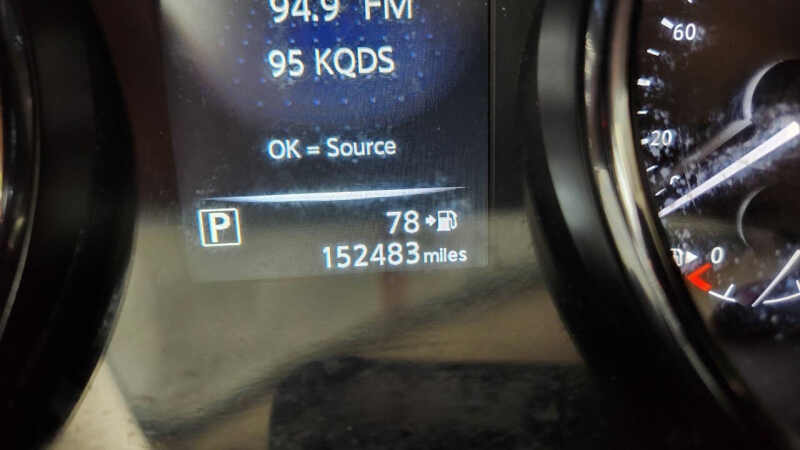 94.9 FM
95 KQDS
OK = Source
P
78
152483 miles
60
20
0